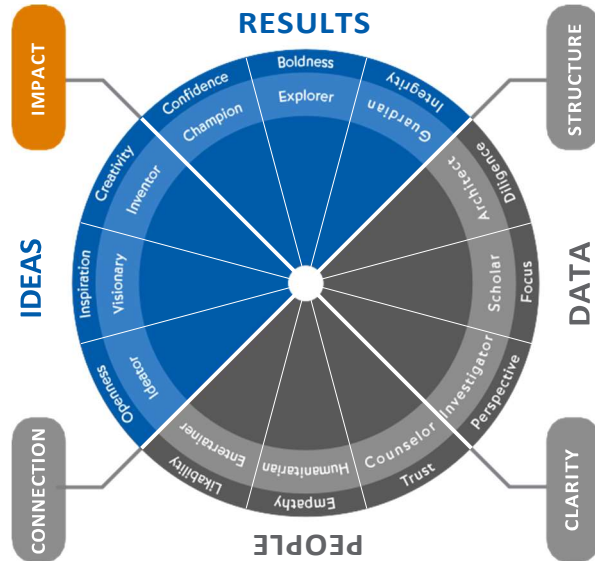 RESULTS
IMPACT
STRUCTURE
Confidence
Boldness
Integrity
Champion
Explorer
Guardian
Creativity
Inventor
Architect
Diligence
IDEAS
Inspiration
Visionary
Scholar
Focus
DATA
Openness
Ideator
Investigator
Perspective
Entertainer
Humanitarian
Counselor
Likability
Empathy
Trust
CONNECTION
CLARITY
PEOPLE